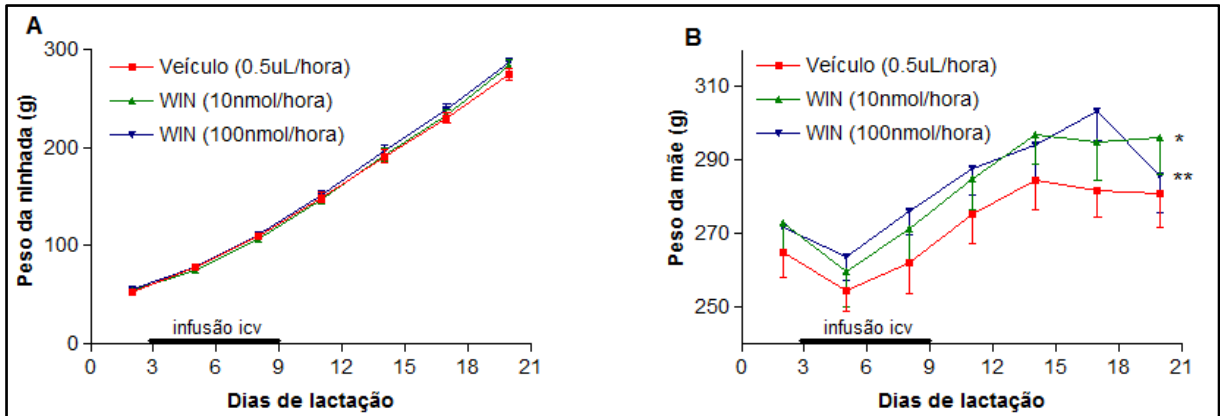 A
300
200
100
0
Peso da ninhada (g)
Veículo (0.5uL/hora)
WIN (10nmol/hora)
WIN (100nmol/hora)
infusão icv
0 3 6 9 12 15 18 21
Dias de lactação
B
310
290
270
250
Peso da mãe (g)
Veículo (0.5uL/hora)
WIN (10nmol/hora)
WIN (100nmol/hora)
*
**
infusão icv
0 3 6 9 12 15 18 21
Dias de lactação